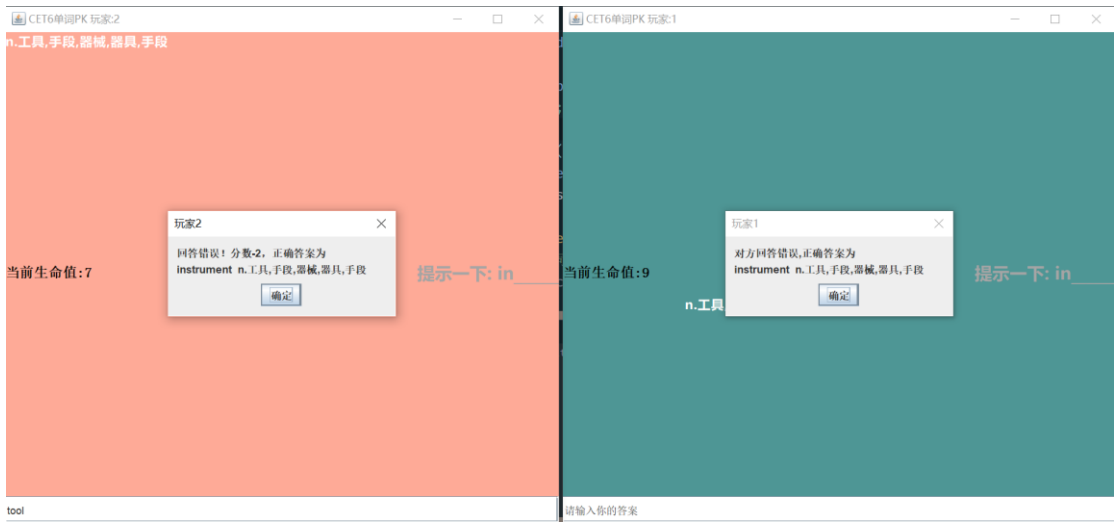 CET6单词PK 玩家:2
n.工具,手段,器械,器具,手段
玩家2
回答错误！分数-2，正确答案为
instrument n.工具,手段,器械,器具,手段
确定
当前生命值:7
提示一下: in______
tool
CET6单词PK 玩家:1
玩家1
对方回答错误,正确答案为
instrument n.工具,手段,器械,器具,手段
确定
当前生命值:9
提示一下: in_____
n.工具
请输入你的答案